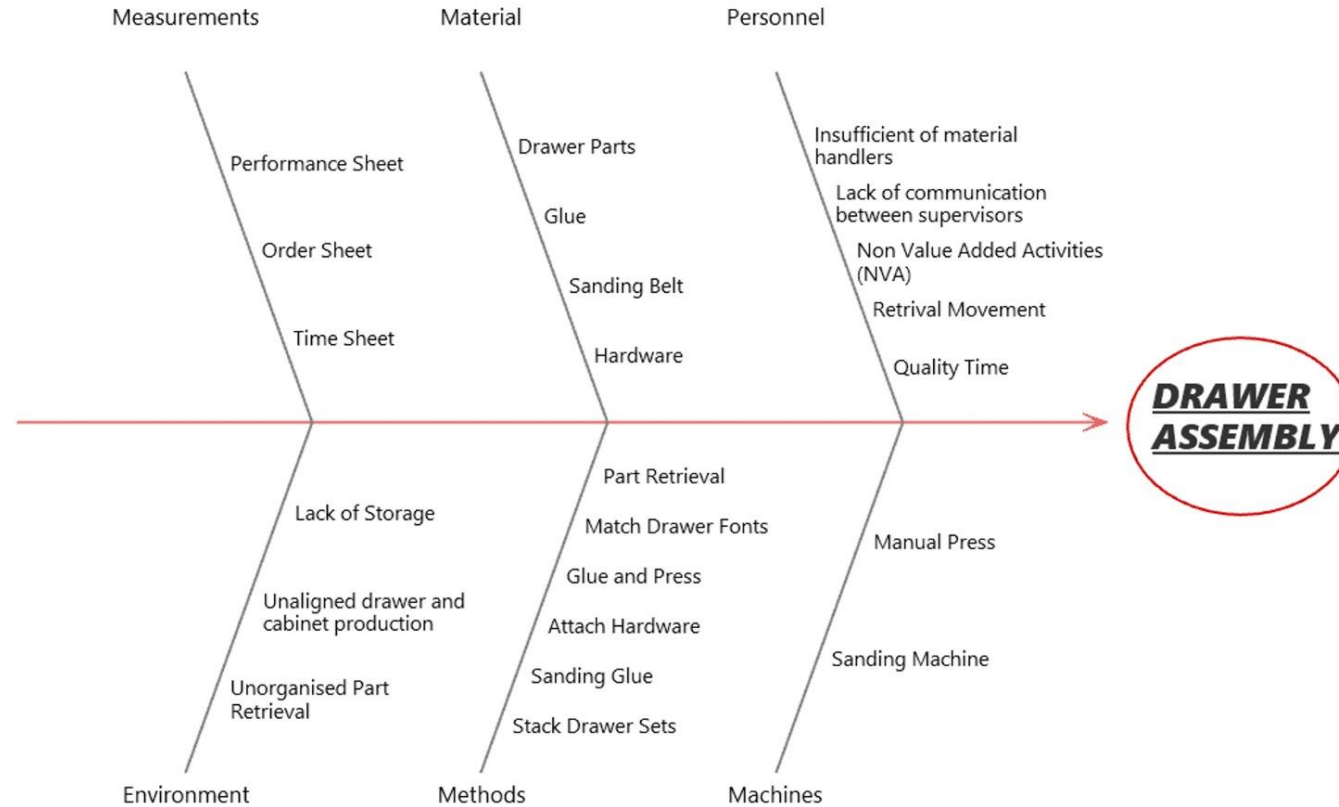 Measurements
Material
Personnel
Performance Sheet
Order Sheet
Time Sheet
Drawer Parts
Glue
Sanding Belt
Hardware
Insufficient of material
handlers
Lack of communication
between supervisors
Non Value Added Activities
(NVA)
Retrival Movement
Quality Time
DRAWER
ASSEMBLY
Lack of Storage
Unaligned drawer and
cabinet production
Unorganised Part
Retrieval
Part Retrieval
Match Drawer Fonts
Glue and Press
Attach Hardware
Sanding Glue
Stack Drawer Sets
Manual Press
Sanding Machine
Environment
Methods
Machines